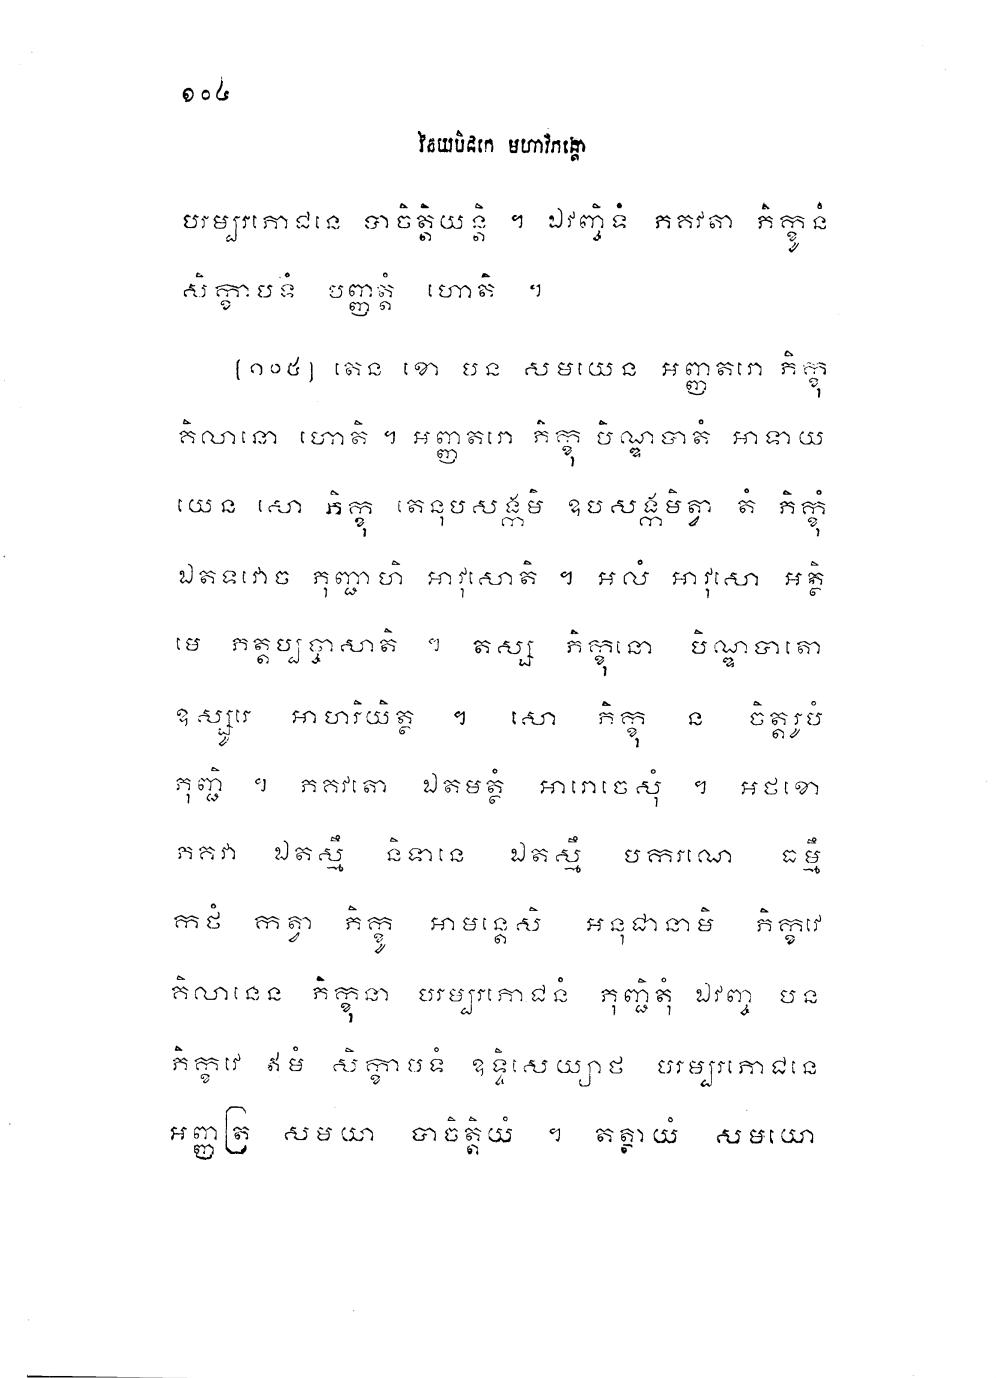 ១០៤
វិនយបិដកេ មហាវិភង្គោ
បរម្បរភោជនេ បាចិត្តិយន្តិ ។ ឯវញ្ចិទំ ភគវតា ភិក្ខូនំ
សិក្ខាបទំ បញ្ញត្តំ ហោតិ ។
[១០៥] តេន ខោ បន សមយេន អញ្ញតរោ ភិក្ខុ
គិលានោ ហោតិ ។ អញ្ញតរោ ភិក្ខុ បិណ្ឌបាតំ អាទាយ
យេន សោ ភិក្ខុ តេនុបសង្កមិ ឧបសង្កមិត្វា តំ ភិក្ខុំ
ឯតទវោច ភុញ្ជាហិ អាវុសោតិ ។ អលំ អាវុសោ អត្ថិ
មេ ភត្តប្បច្ចាសាតិ ។ តស្ស ភិក្ខុនោ បិណ្ឌបាតោ
ឧស្សូរេ អាហរិយិត្ថ ។ សោ ភិក្ខុ ន ចិត្តរូបំ
ភុញ្ជិ ។ ភគវតោ ឯតមត្ថំ អារោចេសុំ ។ អថខោ
ភគវា ឯតស្មឹ និទានេ ឯតស្មឹ បករណេ ធម្មឹ
កថំ កត្វា ភិក្ខូ អាមន្តេសិ អនុជានាមិ ភិក្ខវេ
គិលានេន ភិក្ខុនា បរម្បរភោជនំ ភុញ្ជិតុំ ឯវញ្ច បន
ភិក្ខវេ ឥមំ សិក្ខាបទំ ឧទ្ទិសេយ្យាថ បរម្បរភោជនេ
អញ្ញត្រ សមយា បាចិត្តិយំ ។ តត្ថាយំ សមយោ